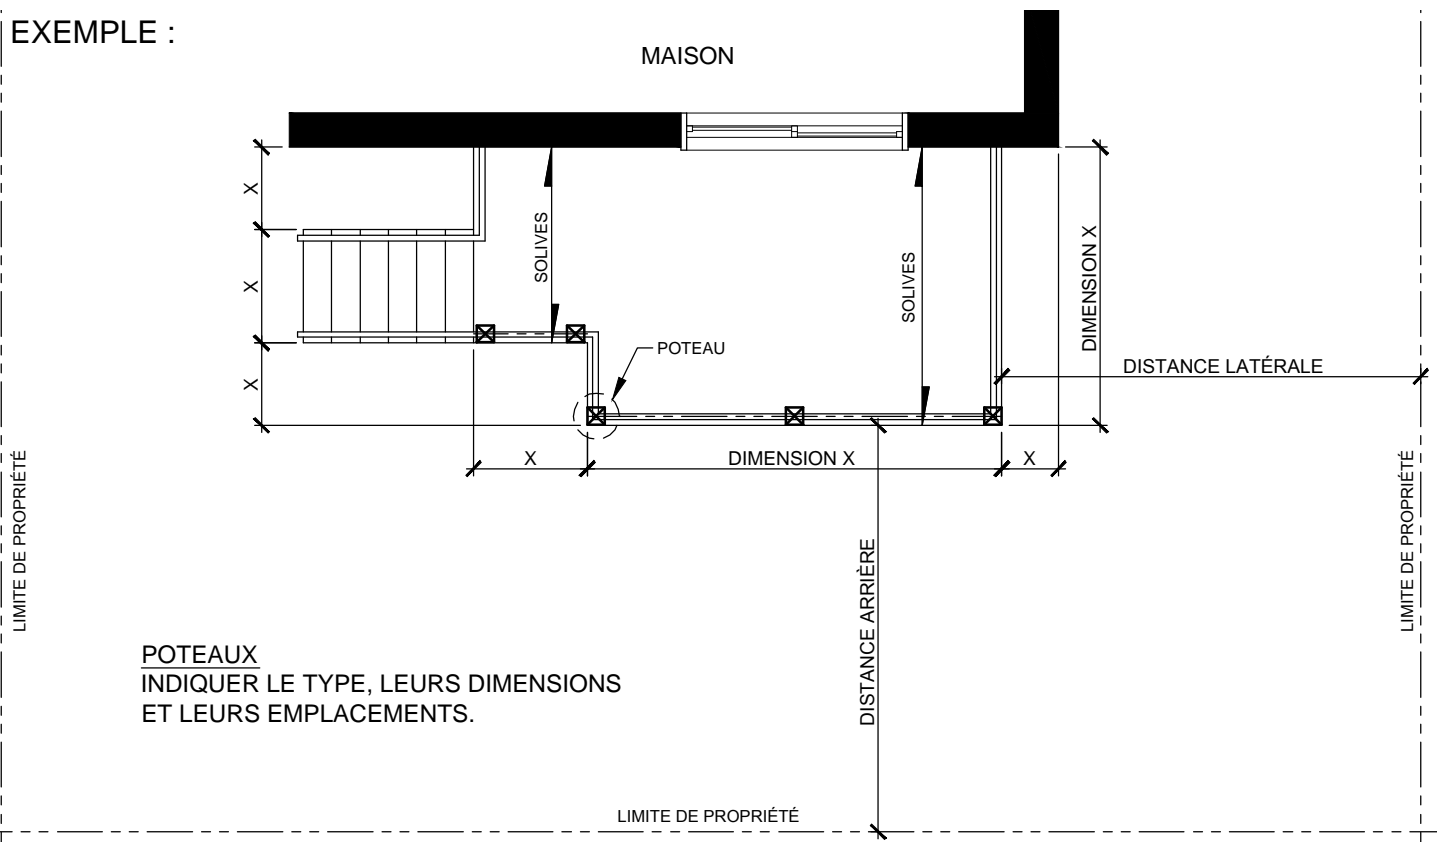 EXEMPLE :
MAISON
X
X
X
SOLIVES
SOLIVES
DIMENSION X
POTEAU
DISTANCE LATÉRALE
X
DIMENSION X
X
LIMITE DE PROPRIÉTÉ
LIMITE DE PROPRIÉTÉ
DISTANCE ARRIÈRE
POTEAUX
INDIQUER LE TYPE, LEURS DIMENSIONS
ET LEURS EMPLACEMENTS.
LIMITE DE PROPRIÉTÉ